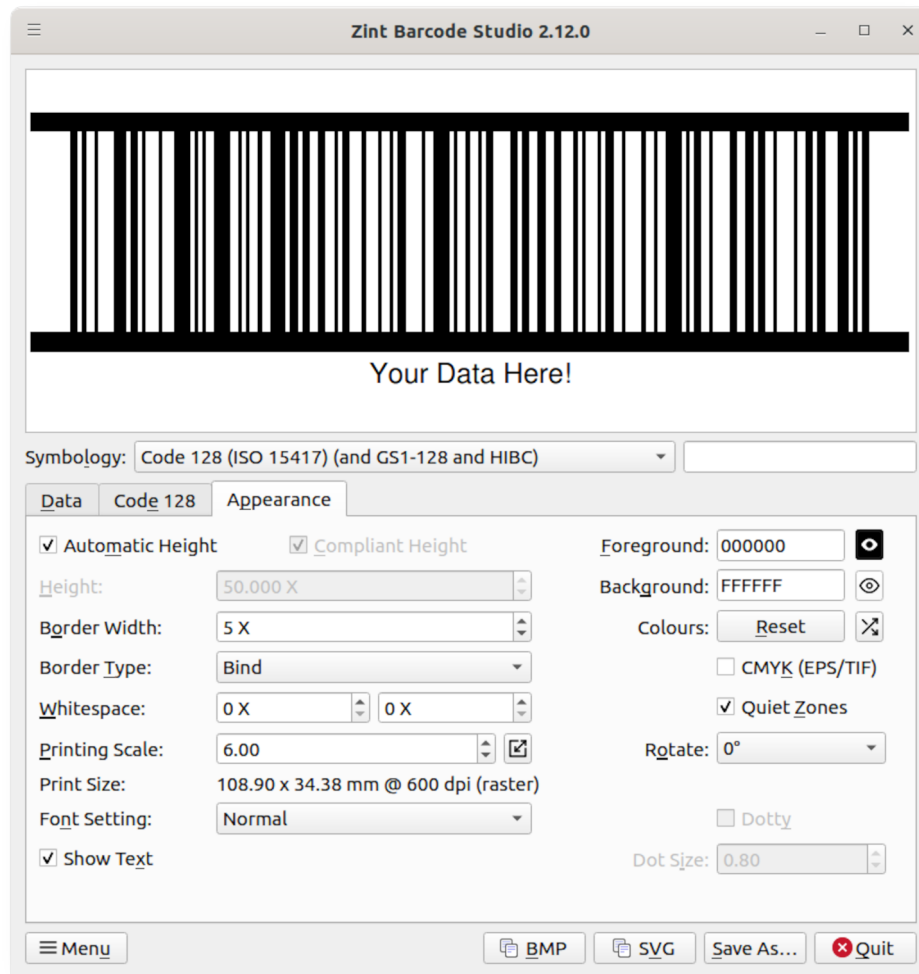 Zint Barcode Studio 2.12.0
Your Data Here!
Symbology: Code 128 (ISO 15417) (and GS1-128 and HIBC)
Data Code 128 Appearance
Automatic Height Compliant Height Foreground: 000000
Height: 50.000 X Background: FFFFFF
Border Width: 5 X Colours: Reset
Border Type: Bind CMYK (EPS/TIF)
Whitespace: 0 X 0 X Quiet Zones
Printing Scale: 6.00 Rotate: 0°
Print Size: 108.90 x 34.38 mm @ 600 dpi (raster)
Font Setting: Normal Dotty
Show Text Dot Size: 0.80
Menu BMP SVG Save As... Quit